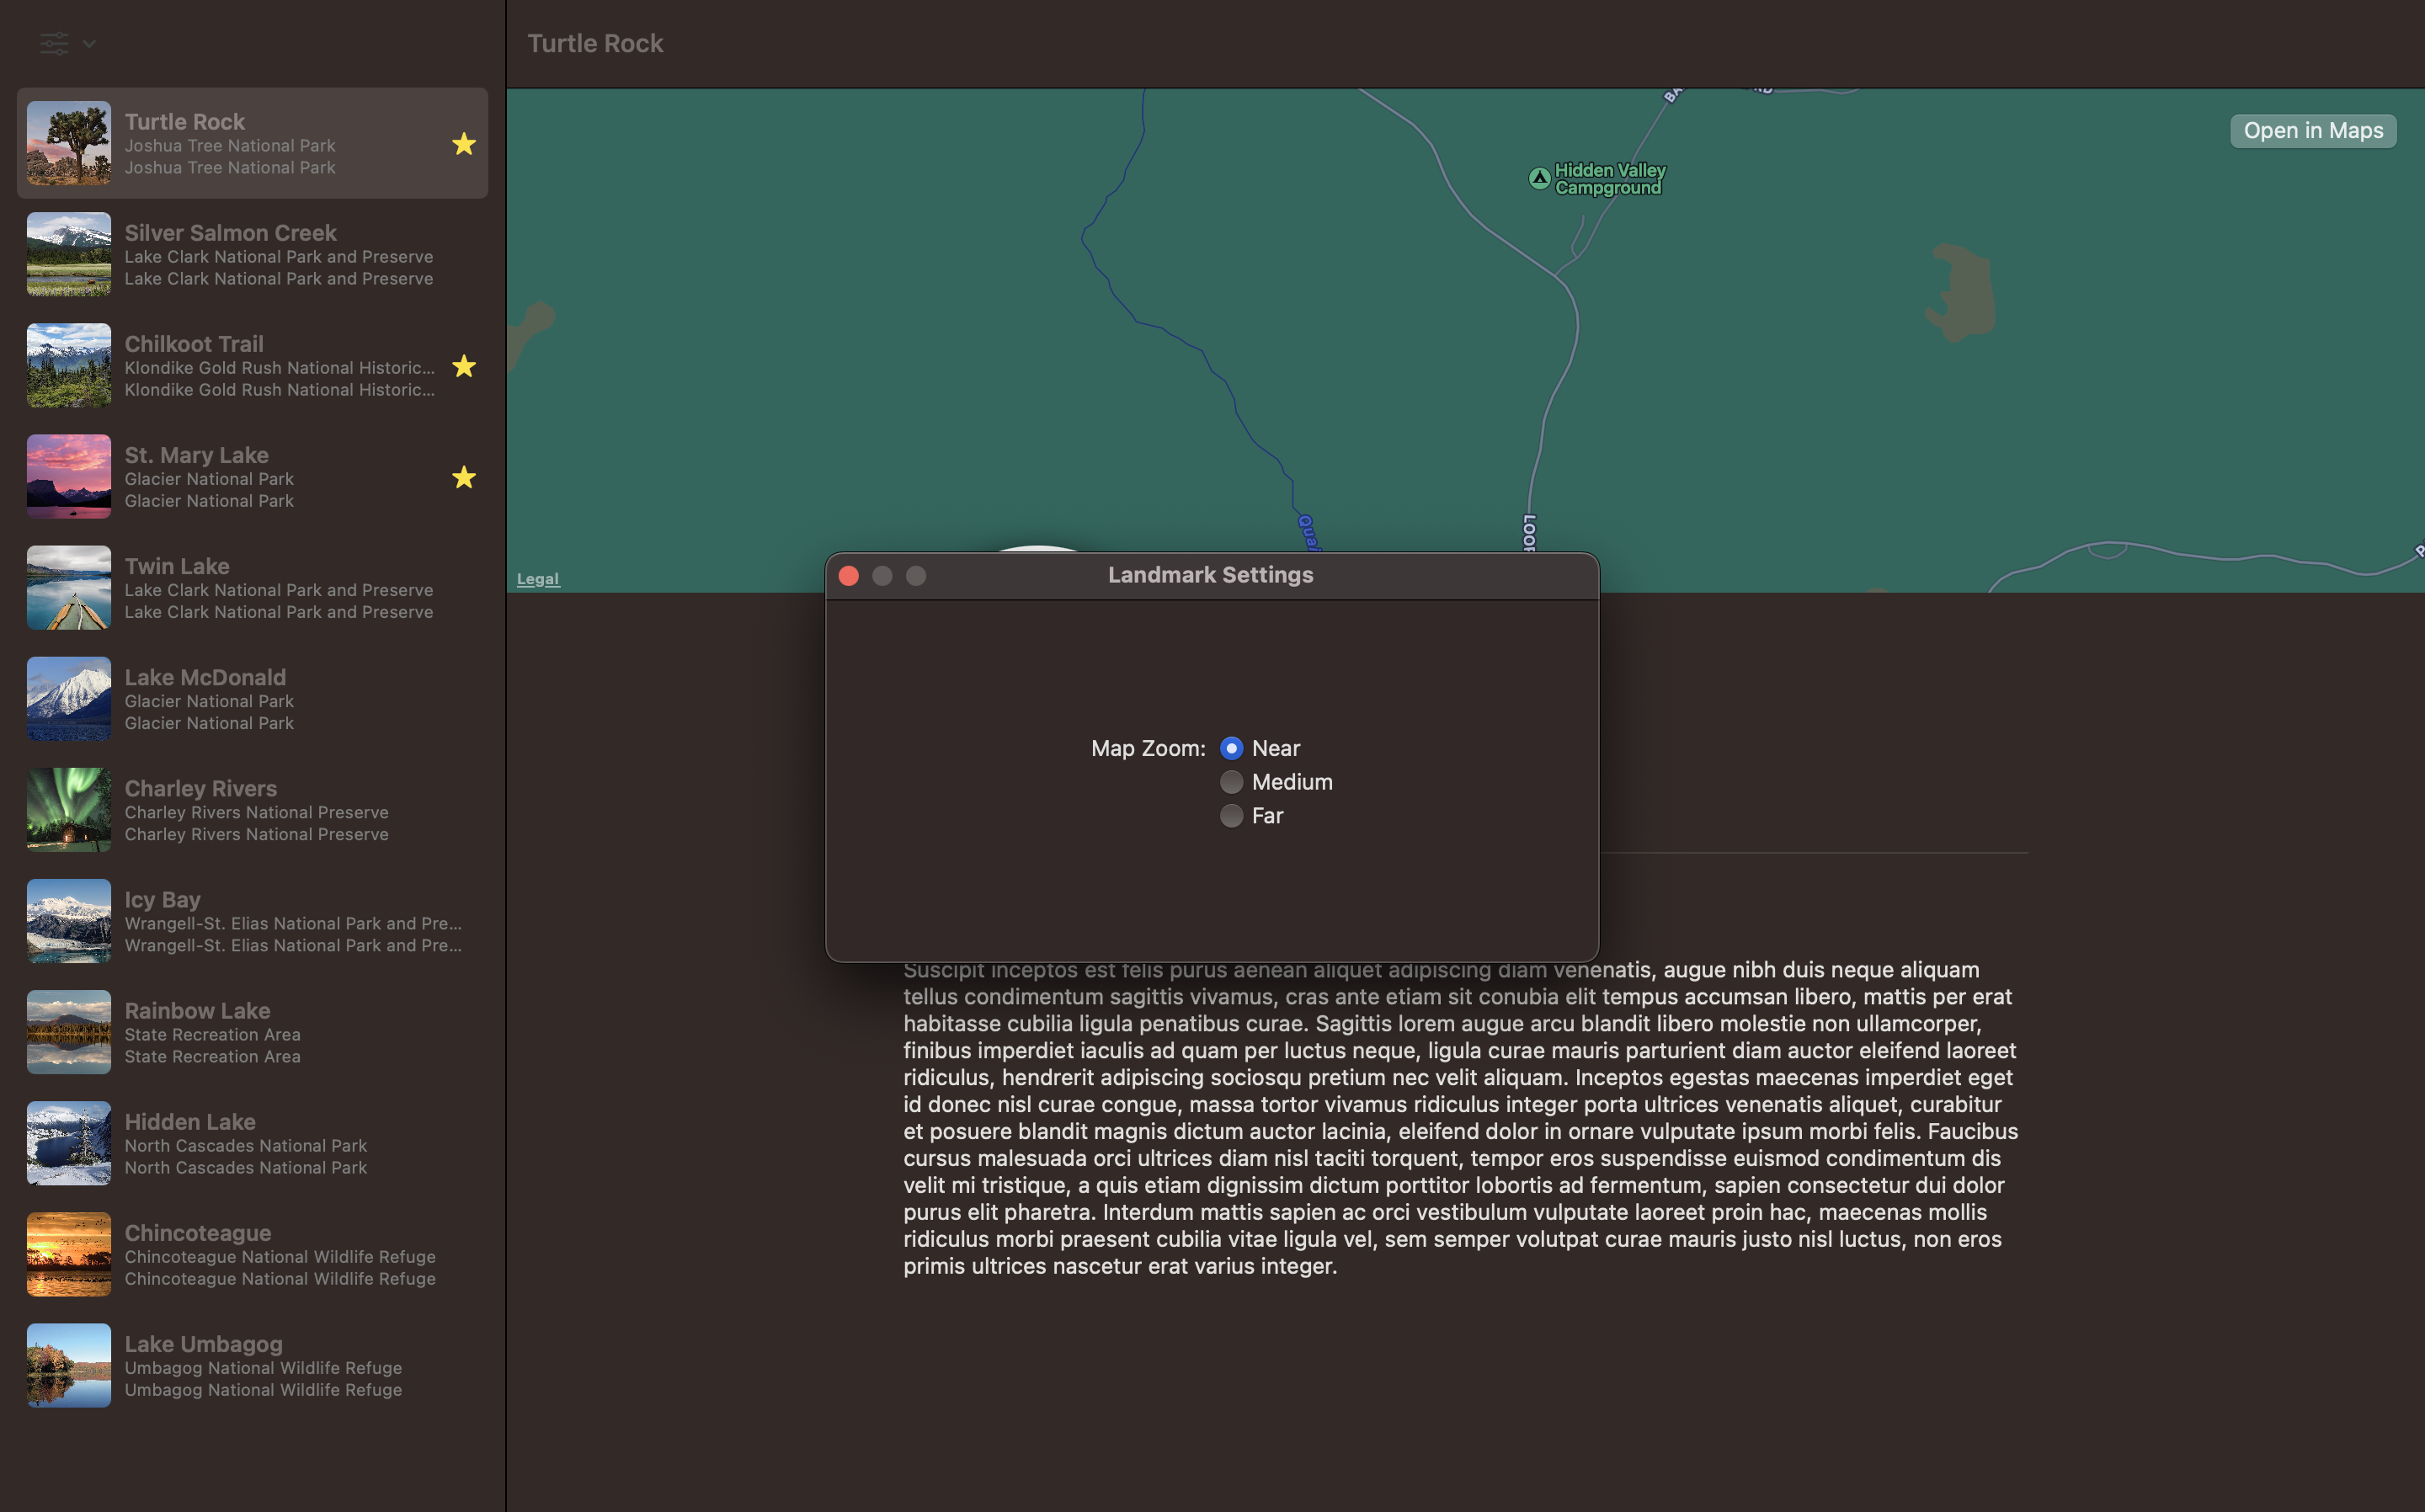 Turtle Rock
Turtle Rock
Joshua Tree National Park
Joshua Tree National Park
Silver Salmon Creek
Lake Clark National Park and Preserve
Lake Clark National Park and Preserve
Chilkoot Trail
Klondike Gold Rush National Historic...
Klondike Gold Rush National Historic...
St. Mary Lake
Glacier National Park
Glacier National Park
Twin Lake
Lake Clark National Park and Preserve
Lake Clark National Park and Preserve
Lake McDonald
Glacier National Park
Glacier National Park
Charley Rivers
Charley Rivers National Preserve
Charley Rivers National Preserve
Icy Bay
Wrangell-St. Elias National Park and Pre...
Wrangell-St. Elias National Park and Pre...
Rainbow Lake
State Recreation Area
State Recreation Area
Hidden Lake
North Cascades National Park
North Cascades National Park
Chincoteague
Chincoteague National Wildlife Refuge
Chincoteague National Wildlife Refuge
Lake Umbagog
Umbagog National Wildlife Refuge
Umbagog National Wildlife Refuge
Open in Maps
Hidden Valley
Campground
Legal
Landmark Settings
Map Zoom: Near
Medium
Far
Suscipit inceptos est felis purus aenean aliquet adipiscing diam venenatis, augue nibh duis neque aliquam
tellus condimentum sagittis vivamus, cras ante etiam sit conubia elit tempus accumsan libero, mattis per erat
habitasse cubilia ligula penatibus curae. Sagittis lorem augue arcu blandit libero molestie non ullamcorper,
finibus imperdiet iaculis ad quam per luctus neque, ligula curae mauris parturient diam auctor eleifend laoreet
ridiculus, hendrerit adipiscing sociosqu pretium nec velit aliquam. Inceptos egestas maecenas imperdiet eget
id donec nisl curae congue, massa tortor vivamus ridiculus integer porta ultrices venenatis aliquet, curabitur
et posuere blandit magnis dictum auctor lacinia, eleifend dolor in ornare vulputate ipsum morbi felis. Faucibus
cursus malesuada orci ultrices diam nisl taciti torquent, tempor eros suspendisse euismod condimentum dis
velit mi tristique, a quis etiam dignissim dictum porttitor lobortis ad fermentum, sapien consectetur dui dolor
purus elit pharetra. Interdum mattis sapien ac orci vestibulum vulputate laoreet proin hac, maecenas mollis
ridiculus morbi praesent cubilia vitae ligula vel, sem semper volutpat curae mauris justo nisl luctus, non eros
primis ultrices nascetur erat varius integer.